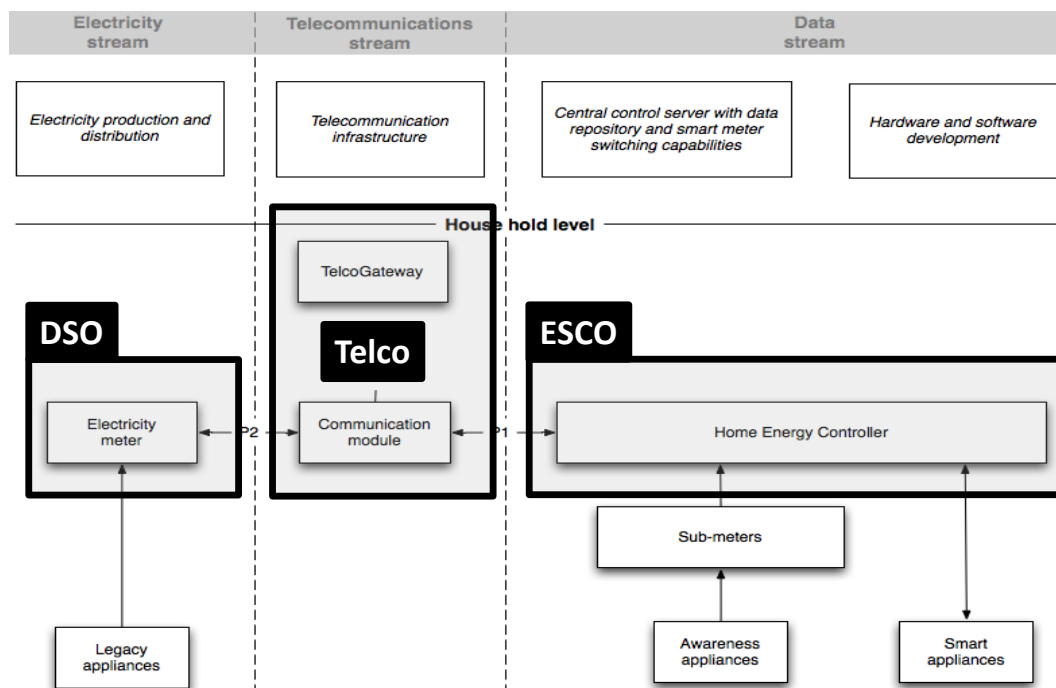 Electricity
stream
Telecommunications
stream
Data
stream
Electricity production and
distribution
Telecommunication
infrastructure
Central control server with data
repository and smart meter
switching capabilities
Hardware and software
development
House hold level
TelcoGateway
DSO
Telco
ESCO
Electricity
meter
P2
Communication
module
P1
Home Energy Controller
Sub-meters
Legacy
appliances
Awareness
appliances
Smart
appliances